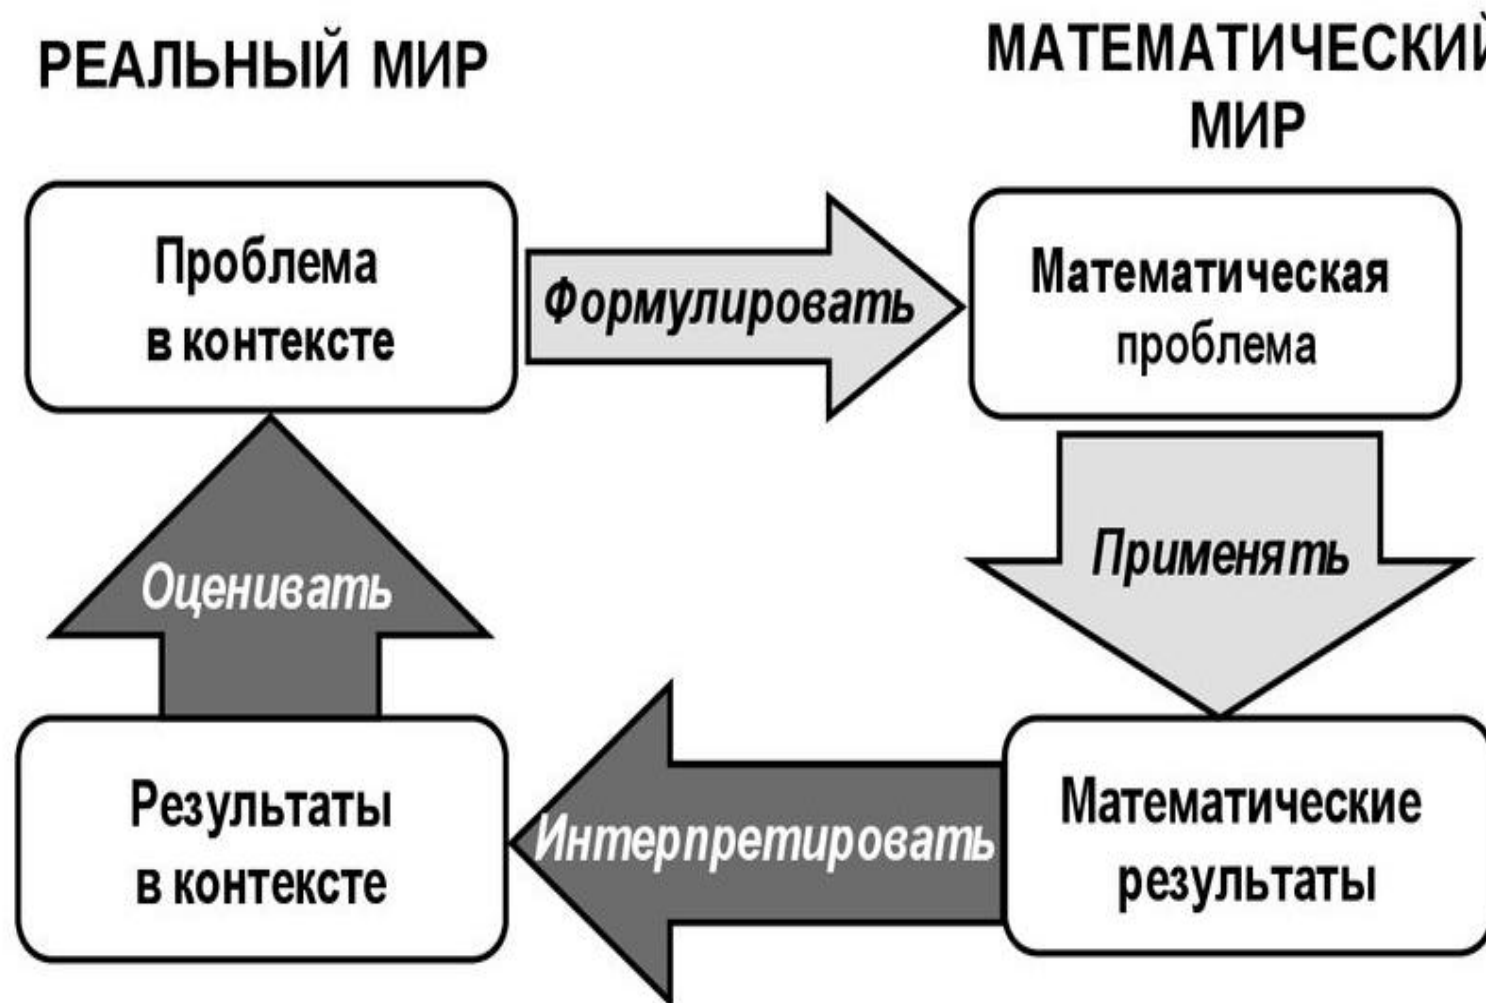 РЕАЛЬНЫЙ МИР
МАТЕМАТИЧЕСКИЙ
МИР
Проблема
в контексте
Формулировать
Математическая
проблема
Оценивать
Применять
Результаты
в контексте
Интерпретировать
Математические
результаты